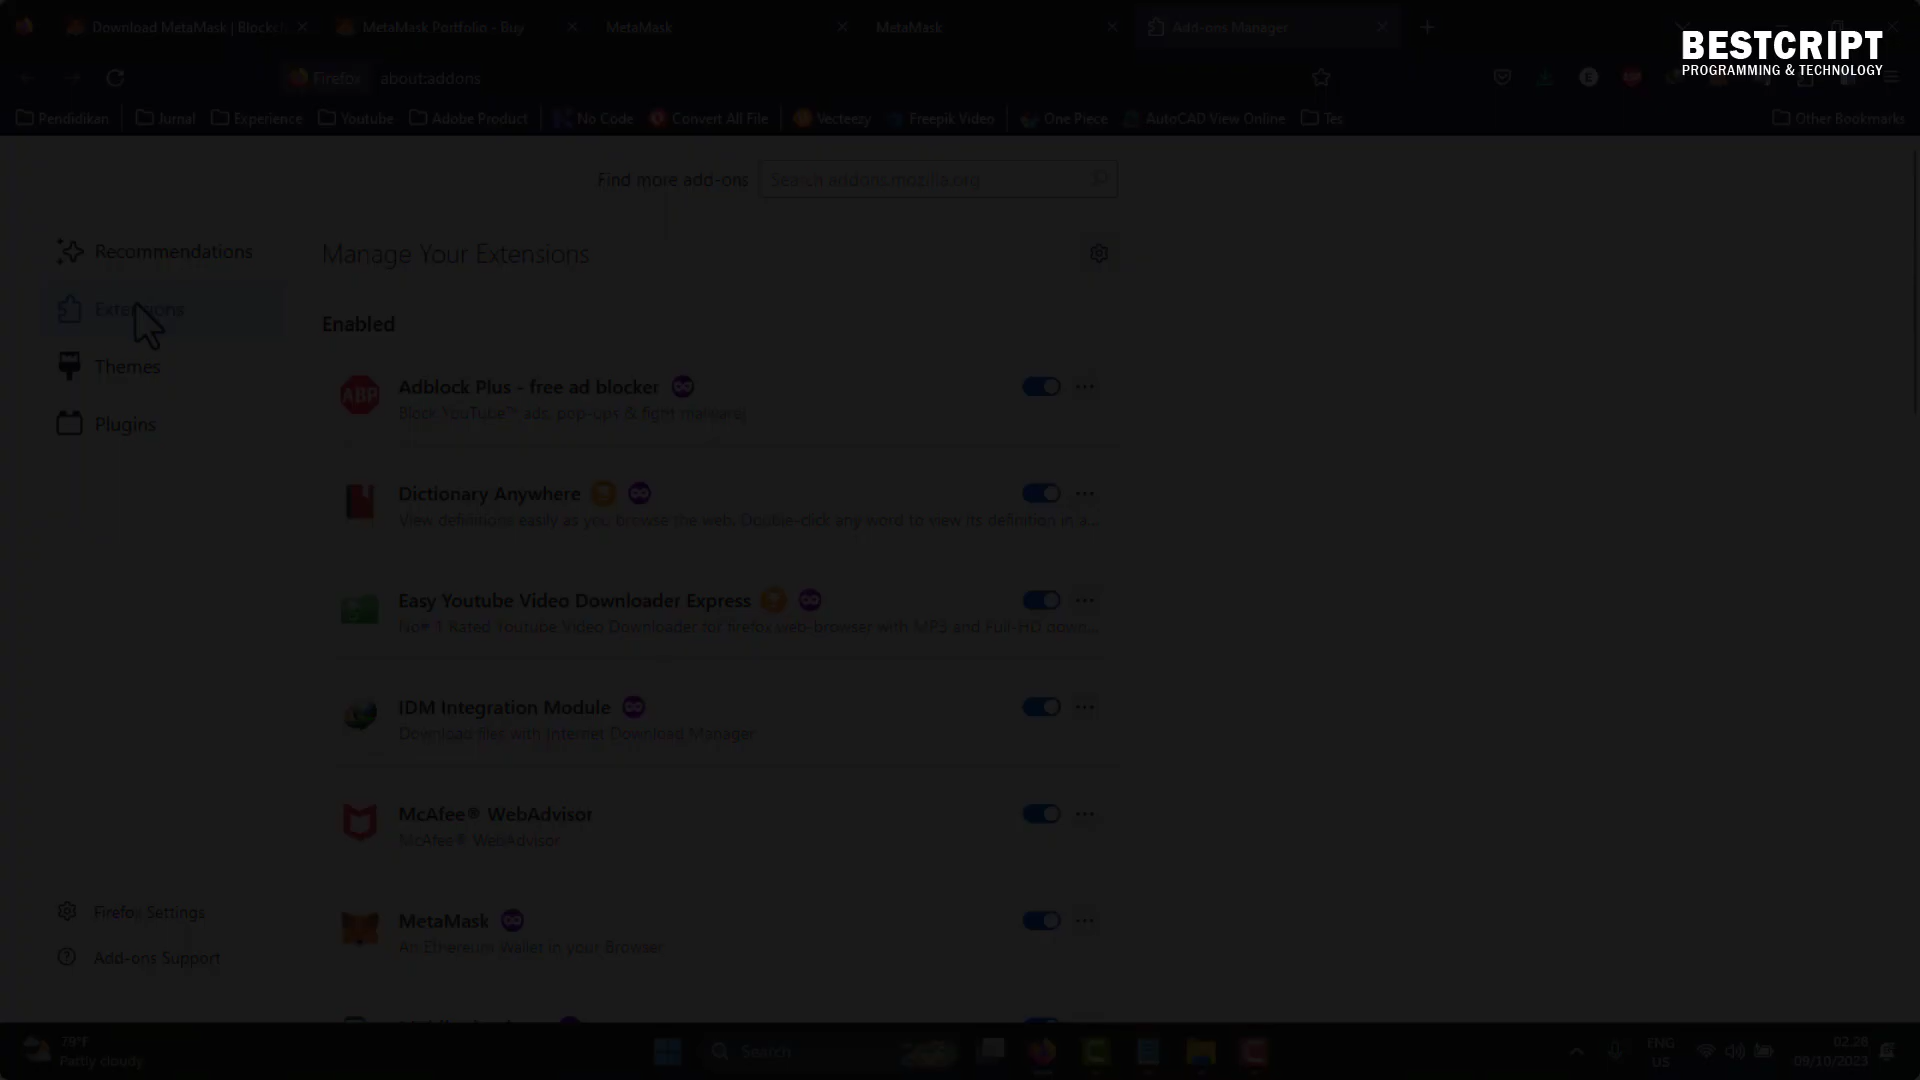 Download MetaMask | Blockch
MetaMask Portfolio - Buy
MetaMask
MetaMask
Add-ons Manager
BESTCRIPT
PROGRAMMING & TECHNOLOGY
Firefox
about:addons
Pendidikan
Jurnal
Experience
Youtube
Adobe Product
No Code
Convert All File
Vecteezy
Freepik Video
One Piece
AutoCAD View Online
Tes
Other Bookmarks
Find more add-ons
Search addons.mozilla.org
Recommendations
Extensions
Themes
Plugins
Manage Your Extensions
Enabled
ABP
Adblock Plus - free ad blocker
Block YouTube™ ads, pop-ups & fight malware!
Dictionary Anywhere
View definitions easily as you browse the web. Double-click any word to view its definition in a...
Easy Youtube Video Downloader Express
No# 1 Rated Youtube Video Downloader for firefox web-browser with MP3 and Full-HD down...
IDM Integration Module
Download files with Internet Download Manager
McAfee® WebAdvisor
McAfee® WebAdvisor
MetaMask
An Ethereum Wallet in your Browser
Firefox Settings
Add-ons Support
79°F
Partly cloudy
Search
ENG
US
02.28
09/10/2023